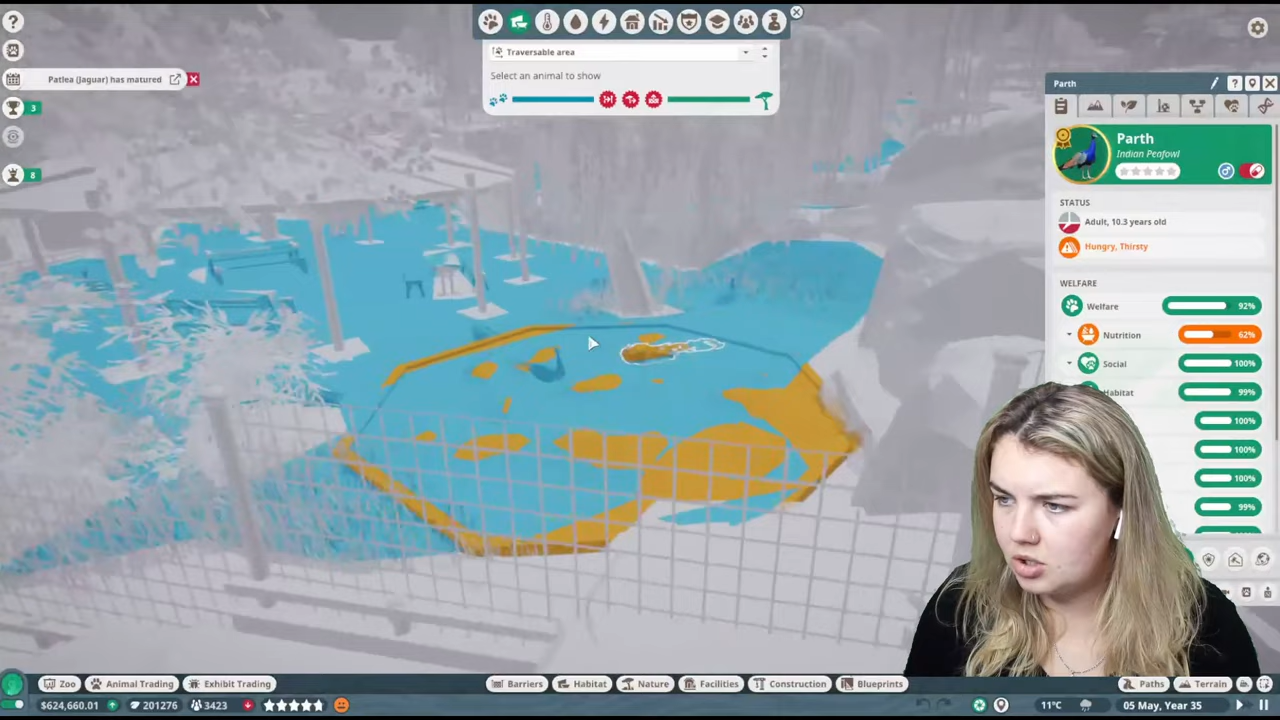 Traversable area
Select an animal to show
Patlea (Jaguar) has matured
3
8
Parth
Parth
Indian Peafowl
STATUS
Adult, 10.3 years old
Hungry, Thirsty
WELFARE
Welfare
92%
Nutrition
62%
Social
100%
Habitat
99%
100%
100%
100%
99%
Zoo
Animal Trading
Exhibit Trading
Barriers
Habitat
Nature
Facilities
Construction
Blueprints
Paths
Terrain
$624,660.01
201276
3423
11°C
05 May, Year 35